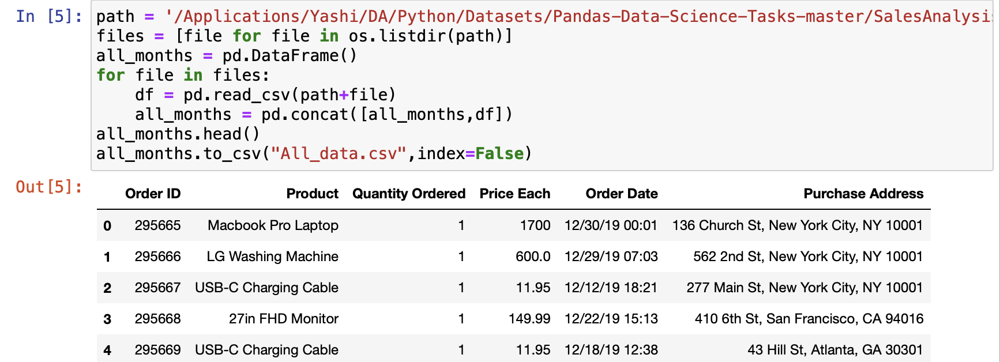 In [5]: path = '/Applications/Yashi/DA/Python/Datasets/Pandas-Data-Science-Tasks-master/SalesAnalysis
files = [file for file in os.listdir(path)]
all_months = pd.DataFrame()
for file in files:
    df = pd.read_csv(path+file)
    all_months = pd.concat([all_months,df])
all_months.head()
all_months.to_csv("All_data.csv",index=False)
Out[5]:
Order ID Product Quantity Ordered Price Each Order Date Purchase Address
0 295665 Macbook Pro Laptop 1 1700 12/30/19 00:01 136 Church St, New York City, NY 10001
1 295666 LG Washing Machine 1 600.0 12/29/19 07:03 562 2nd St, New York City, NY 10001
2 295667 USB-C Charging Cable 1 11.95 12/12/19 18:21 277 Main St, New York City, NY 10001
3 295668 27in FHD Monitor 1 149.99 12/22/19 15:13 410 6th St, San Francisco, CA 94016
4 295669 USB-C Charging Cable 1 11.95 12/18/19 12:38 43 Hill St, Atlanta, GA 30301